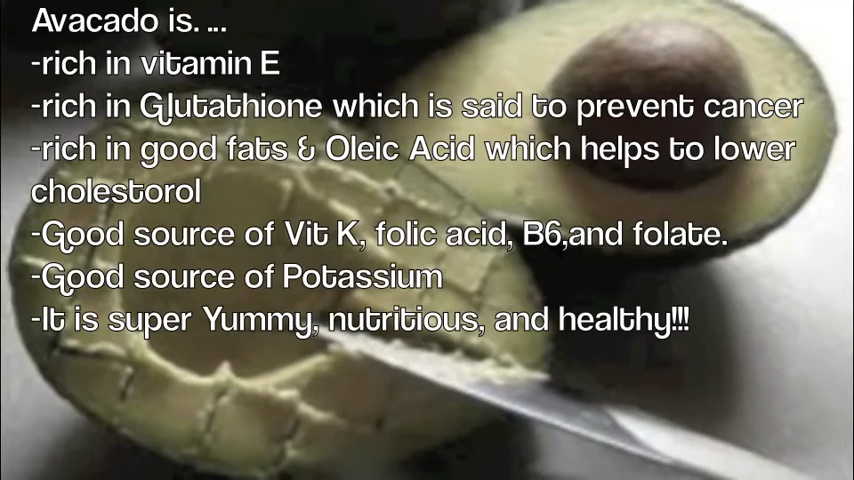 Avacado is. ...
-rich in vitamin E
-rich in Glutathione which is said to prevent cancer
-rich in good fats & Oleic Acid which helps to lower
cholestorol
-Good source of Vit K, folic acid, B6,and folate.
-Good source of Potassium
-It is super Yummy, nutritious, and healthy!!!